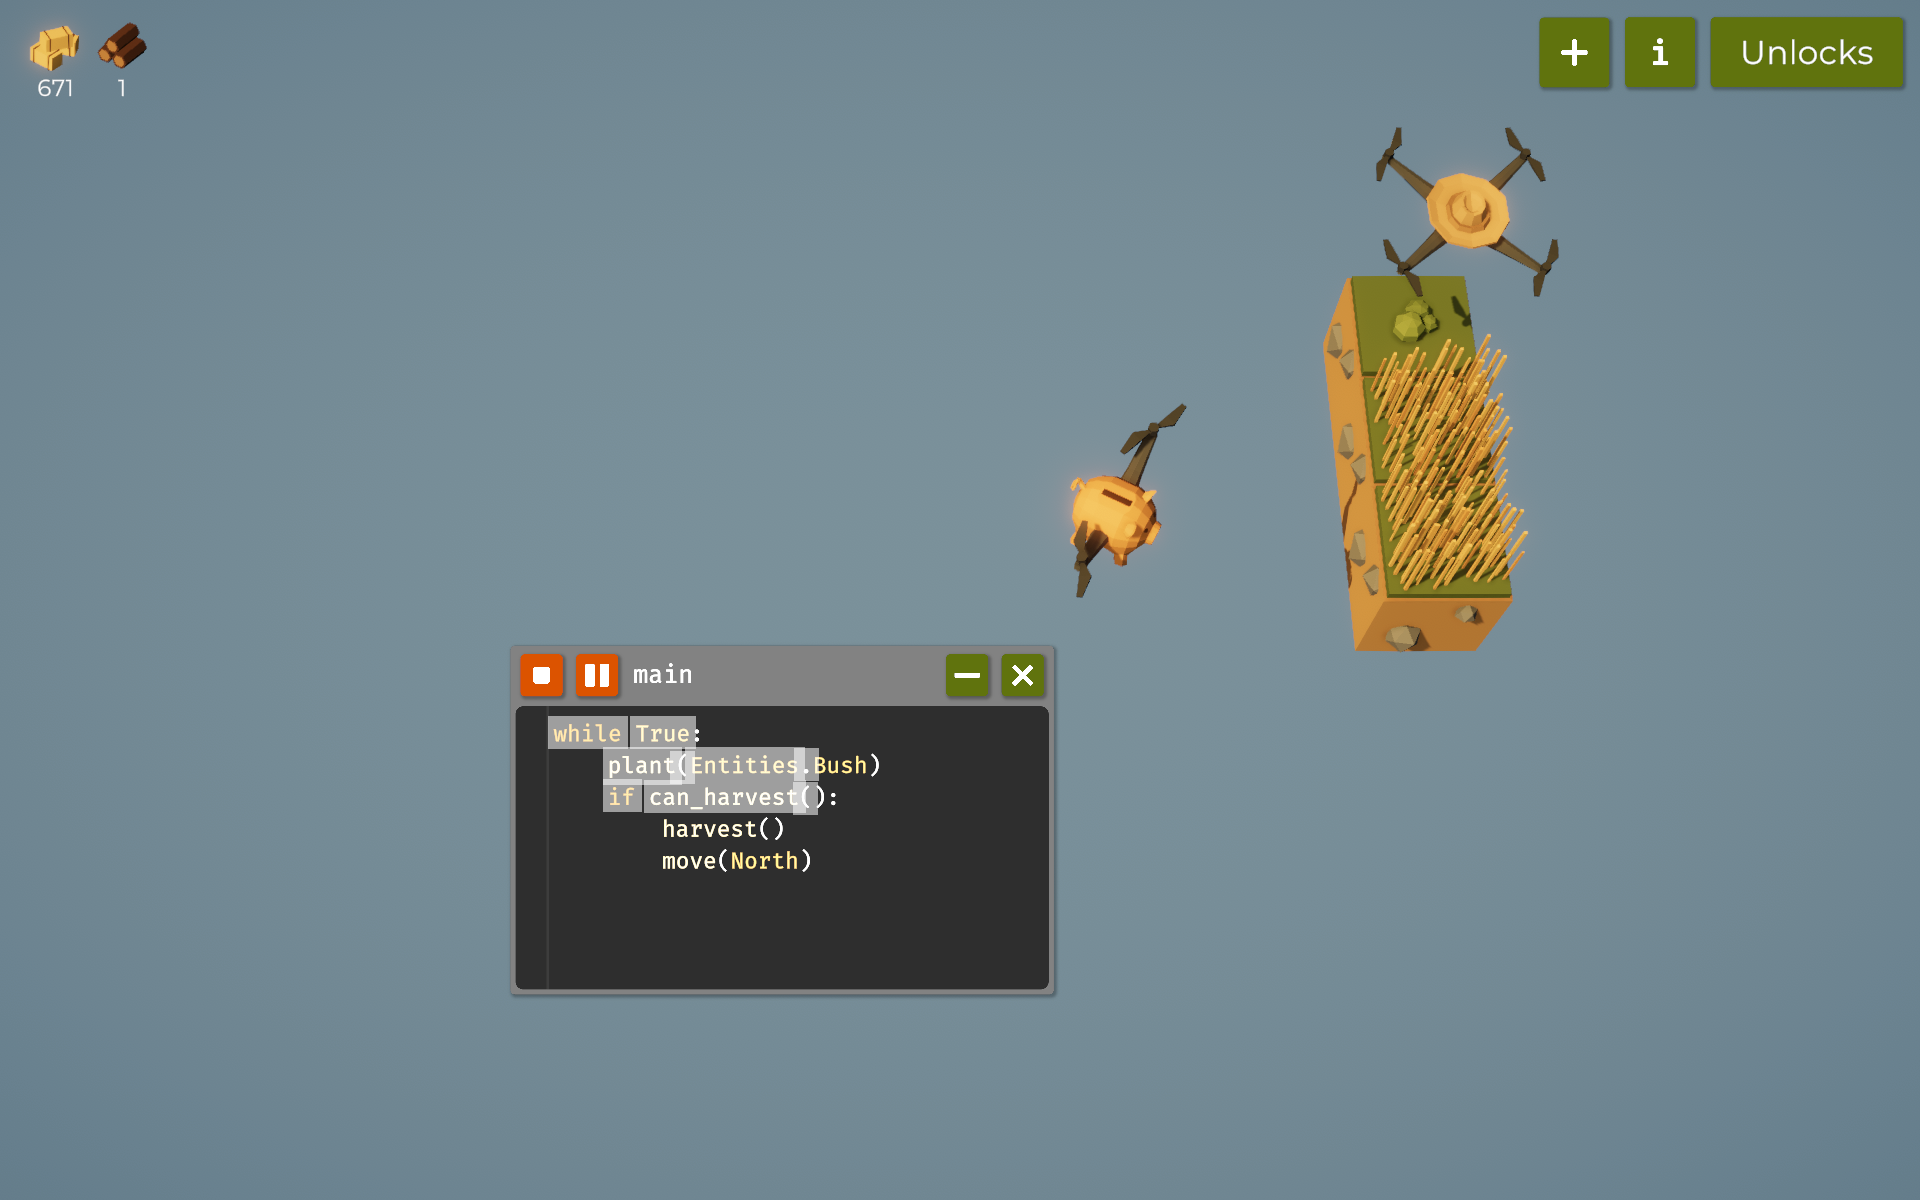 671
1
+
i
Unlocks
main
while True:
    plant(Entities.Bush)
    if can_harvest():
        harvest()
        move(North)